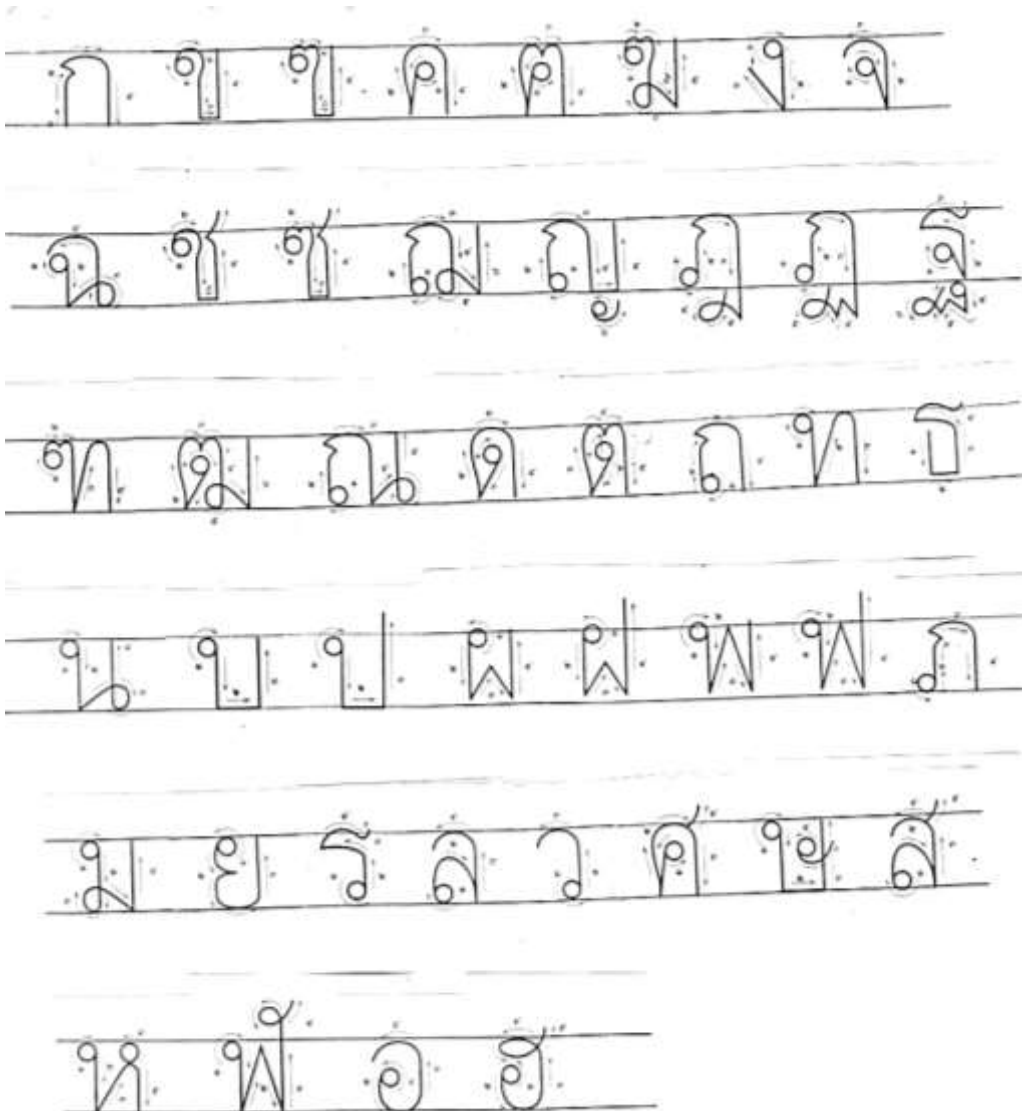 ก ข ฃ ค ฅ ฆ ง จ
ฉ ช ซ ฌ ญ ฎ ฏ ฐ
ฑ ฒ ณ ด ต ถ ท ธ
น บ ป ผ ฝ พ ฟ ภ
ม ย ร ล ว ศ ษ ส
ห ฬ อ ฮ